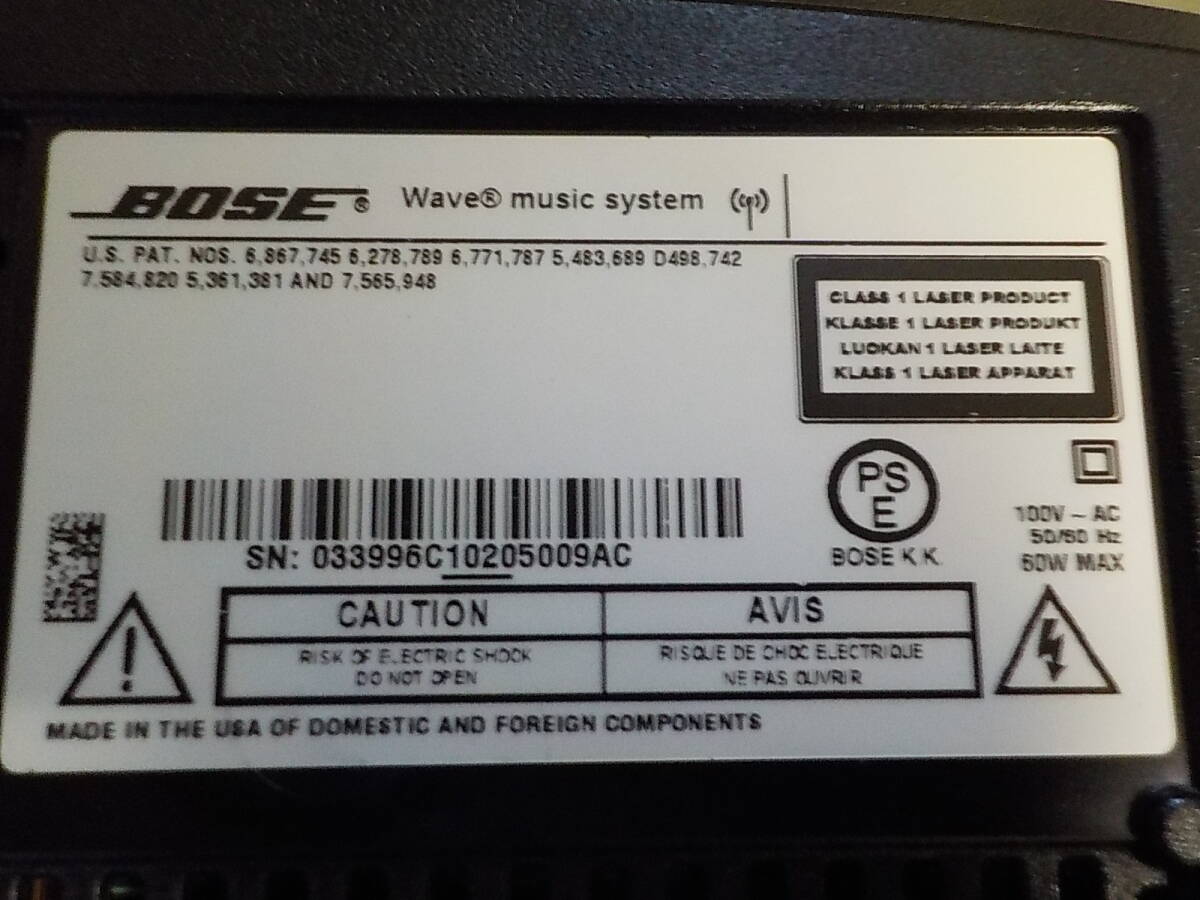 BOSE® Wave® music system
U.S. PAT. NOS. 6,867,745 6,278,789 6,771,787 5,483,689 D498,742
7,584,820 5,361,381 AND 7,565,948
CLASS 1 LASER PRODUCT
KLASSE 1 LASER PRODUKT
LUOKAN 1 LASER LAITE
KLASS 1 LASER APPARAT
PS
E
BOSE K.K.
100V ~ AC
50/60 Hz
60W MAX
SN: 033996C10205009AC
CAUTION
RISK OF ELECTRIC SHOCK
DO NOT OPEN
AVIS
RISQUE DE CHOC ELECTRIQUE
NE PAS OUVRIR
MADE IN THE USA OF DOMESTIC AND FOREIGN COMPONENTS